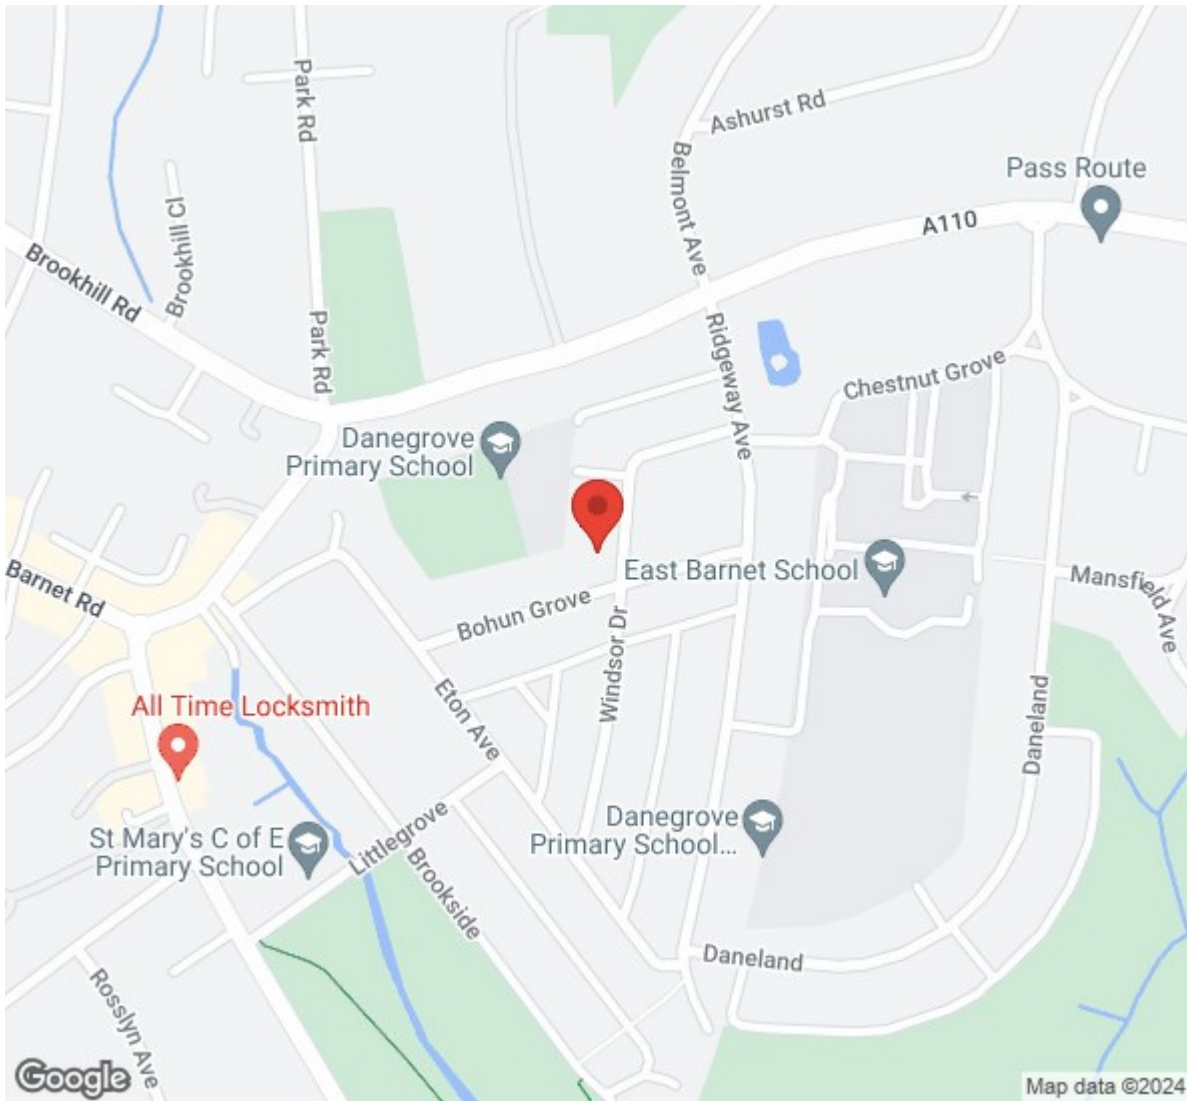 Park Rd
Ashurst Rd
Belmont Ave
Pass Route
A110
Brookhill Cl
Brookhill Rd
Park Rd
Ridgeway Ave
Chestnut Grove
Danegrove
Primary School
East Barnet School
Barnet Rd
Bohun Grove
Windsor Dr
Mansfield Ave
Eton Ave
All Time Locksmith
Daneland
Danegrove
Primary School...
St Mary's C of E
Primary School
Littlegrove
Brookside
Daneland
Rosslyn Ave
Google
Map data ©2024